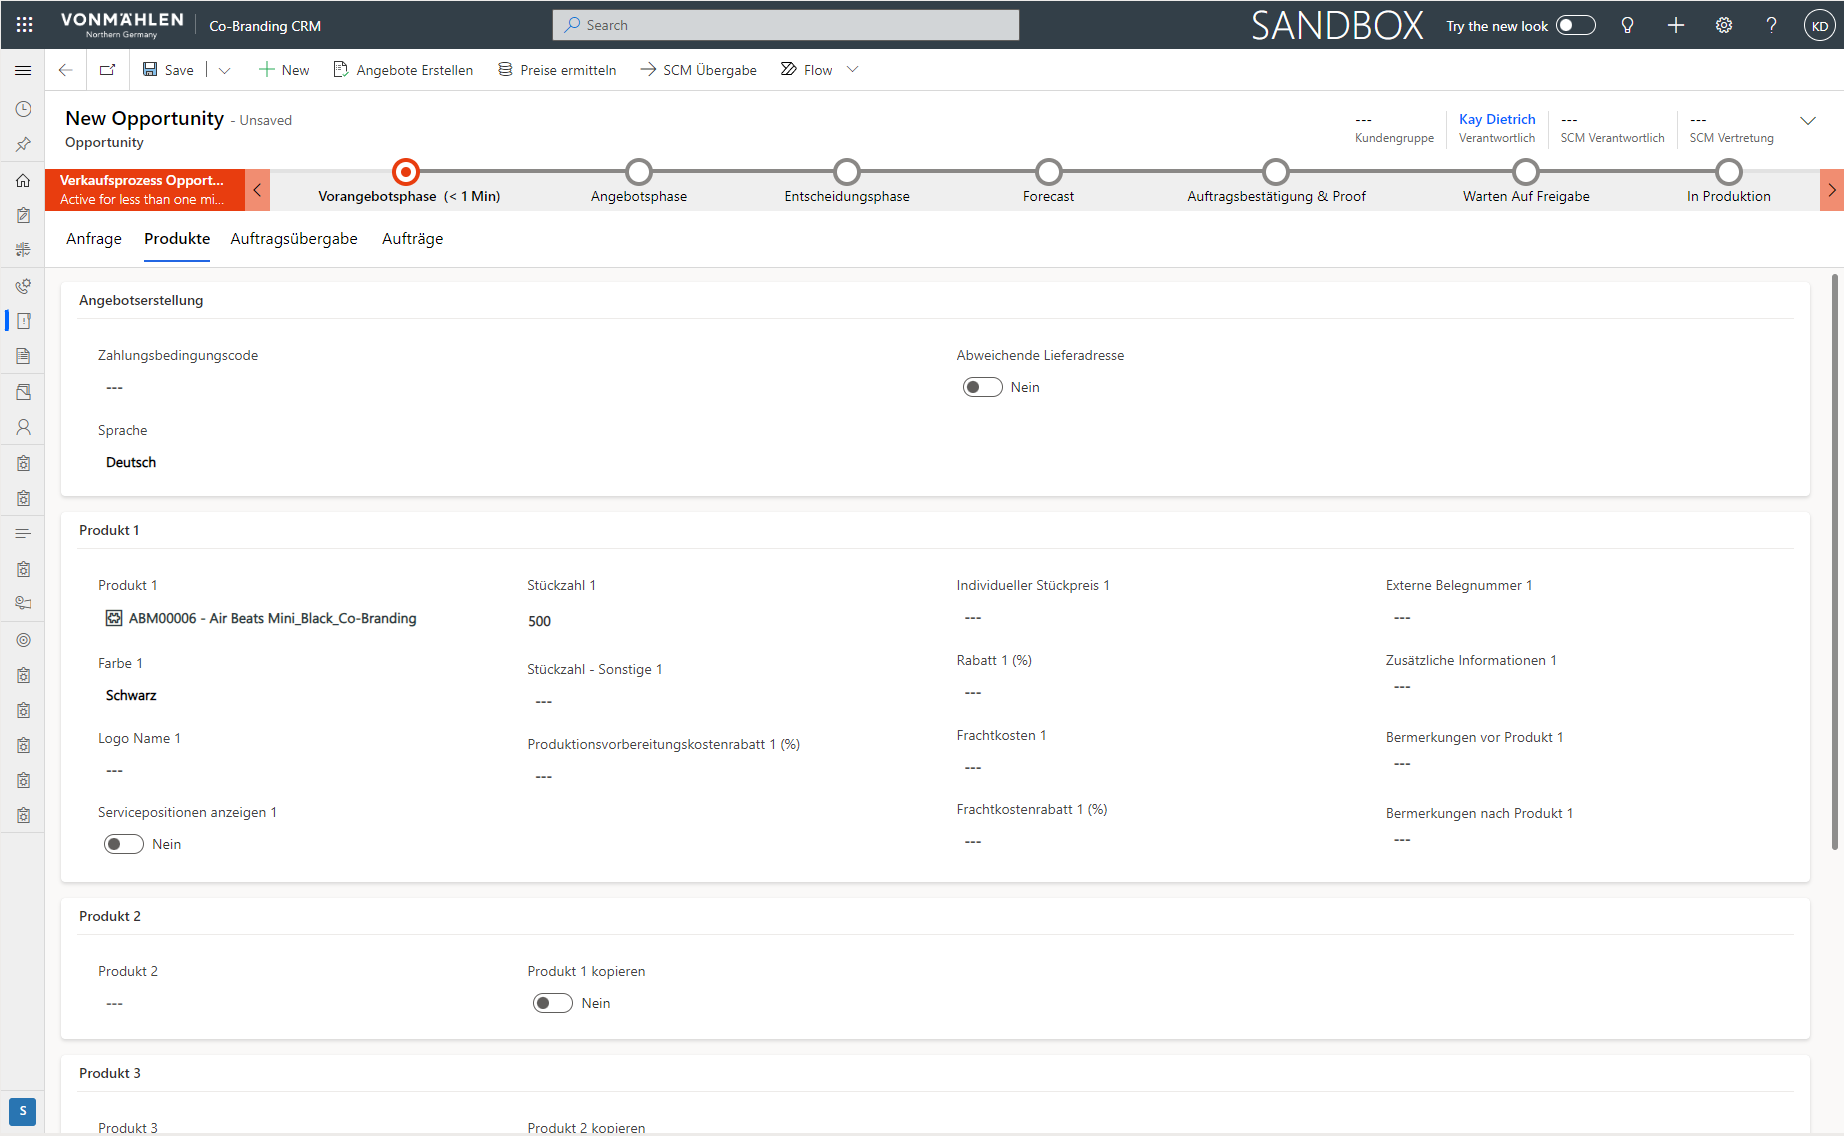 VONMÄHLEN
Northern Germany
Co-Branding CRM
Search
SANDBOX
Try the new look
KD
Save
New
Angebote Erstellen
Preise ermitteln
SCM Übergabe
Flow
New Opportunity - Unsaved
Opportunity
---
Kundengruppe
Kay Dietrich
Verantwortlich
---
SCM Verantwortlich
---
SCM Vertretung
Verkaufsprozess Opport...
Active for less than one mi...
Vorangebotsphase (< 1 Min)
Angebotsphase
Entscheidungsphase
Forecast
Auftragsbestätigung & Proof
Warten Auf Freigabe
In Produktion
Anfrage
Produkte
Auftragsübergabe
Aufträge
Angebotserstellung
Zahlungsbedingungscode
---
Abweichende Lieferadresse
Nein
Sprache
Deutsch
Produkt 1
Produkt 1
ABM00006 - Air Beats Mini_Black_Co-Branding
Farbe 1
Schwarz
Logo Name 1
---
Servicepositionen anzeigen 1
Nein
Stückzahl 1
500
Stückzahl - Sonstige 1
---
Produktionsvorbereitungskostenrabatt 1 (%)
---
Individueller Stückpreis 1
---
Rabatt 1 (%)
---
Frachtkosten 1
---
Frachtkostenrabatt 1 (%)
---
Externe Belegnummer 1
---
Zusätzliche Informationen 1
---
Bermerkungen vor Produkt 1
---
Bermerkungen nach Produkt 1
---
Produkt 2
Produkt 2
---
Produkt 1 kopieren
Nein
Produkt 3
Produkt 3
Produkt 2 kopieren
S